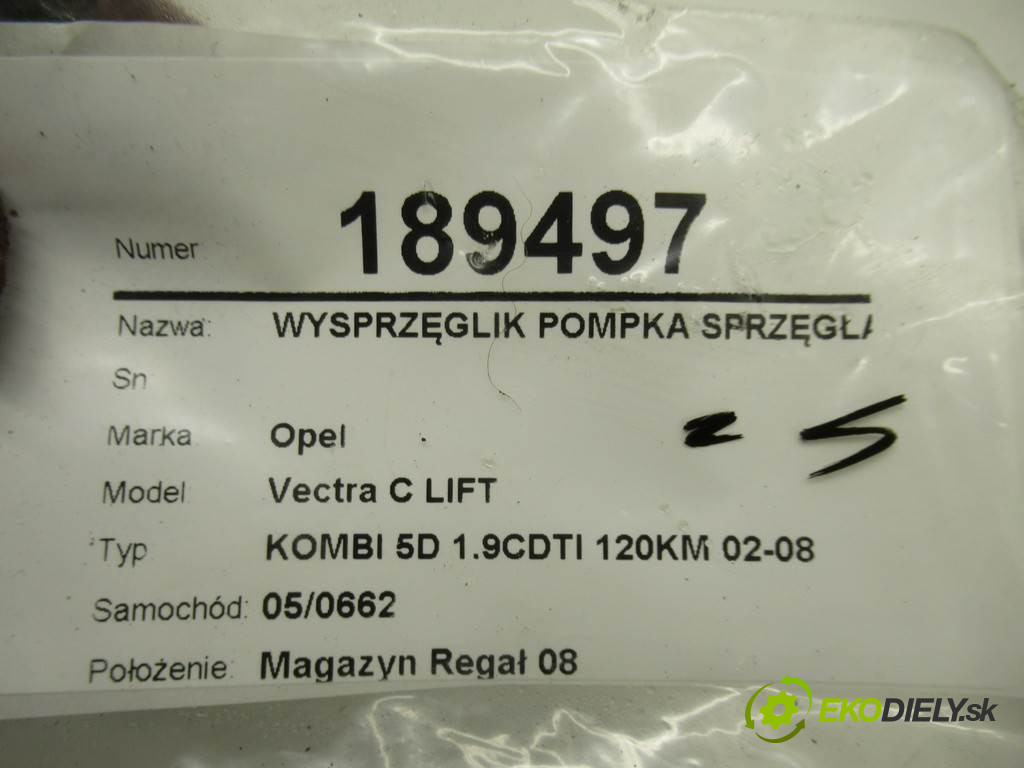 Numer 189497
Nazwa: WYSPRZĘGLIK POMPKA SPRZĘGŁA
Sn
Marka Opel
Model Vectra C LIFT
Typ KOMBI 5D 1.9CDTI 120KM 02-08
Samochód: 05/0662
Położenie: Magazyn Regał 08
EKODIELY.sk